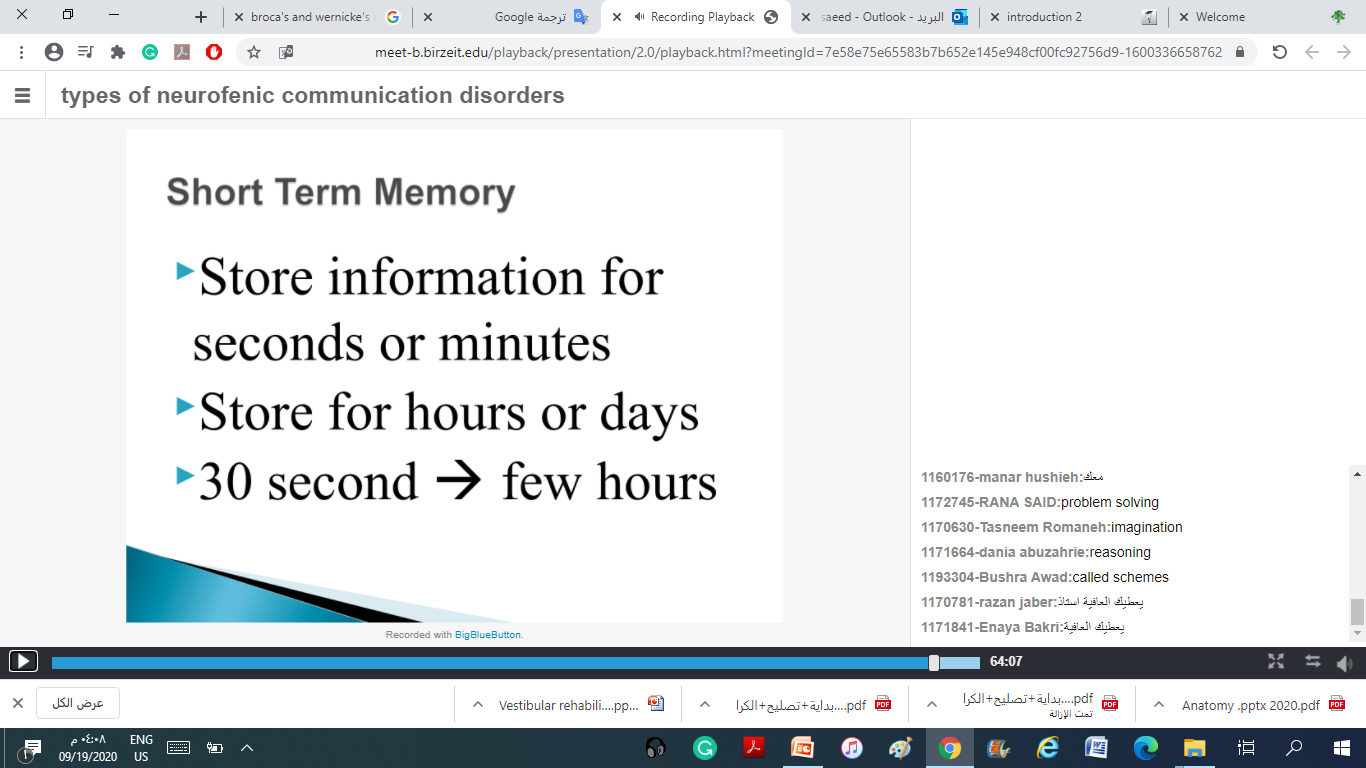 broca's and wernicke's a
ترجمة Google
Recording Playback
البريد - saeed - Outlook
introduction 2
Welcome
meet-b.birzeit.edu/playback/presentation/2.0/playback.html?meetingId=7e58e75e65583b7b652e145e948cf00fc92756d9-1600336658762
types of neurofenic communication disorders
Short Term Memory
Store information for
seconds or minutes
Store for hours or days
30 second → few hours
Recorded with BigBlueButton.
1160176-manar hushieh:معك
1172745-RANA SAID:problem solving
1170630-Tasneem Romaneh:imagination
1171664-dania abuzahrie:reasoning
1193304-Bushra Awad:called schemes
1170781-razan jaber:يعطيك العافية استاذ
1171841-Enaya Bakri:يعطيك العافية
64:07
عرض الكل
Vestibular rehabili....pp...
بداية+تصليح+الكرا....pdf
بداية+تصليح+الكرا....pdf
تمت الإزالة
Anatomy .pptx 2020.pdf
٠٤:٠٨ م
09/19/2020
ENG
US